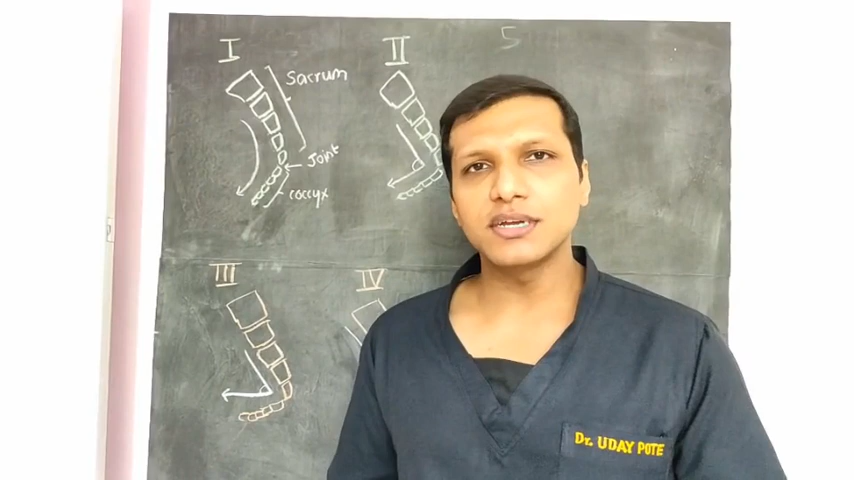 I
II
5
Sacrum
Joint
coccyx
III
IV
Dr. UDAY POTE